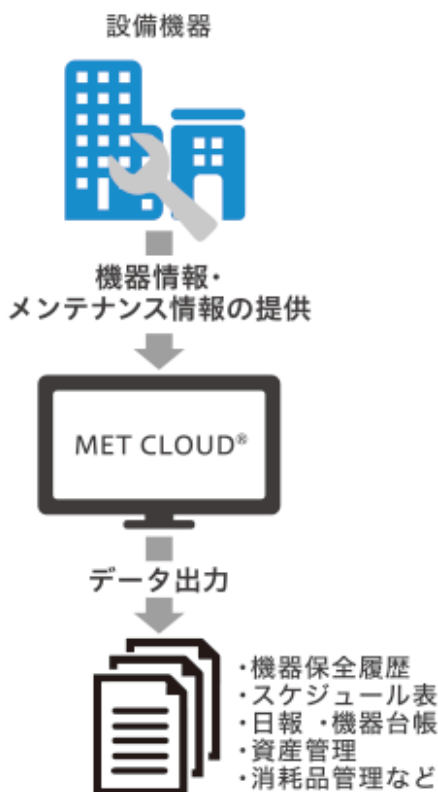 設備機器
機器情報・
メンテナンス情報の提供
MET CLOUD®
データ出力
・機器保全履歴
・スケジュール表
・日報 ・機器台帳
・資産管理
・消耗品管理など